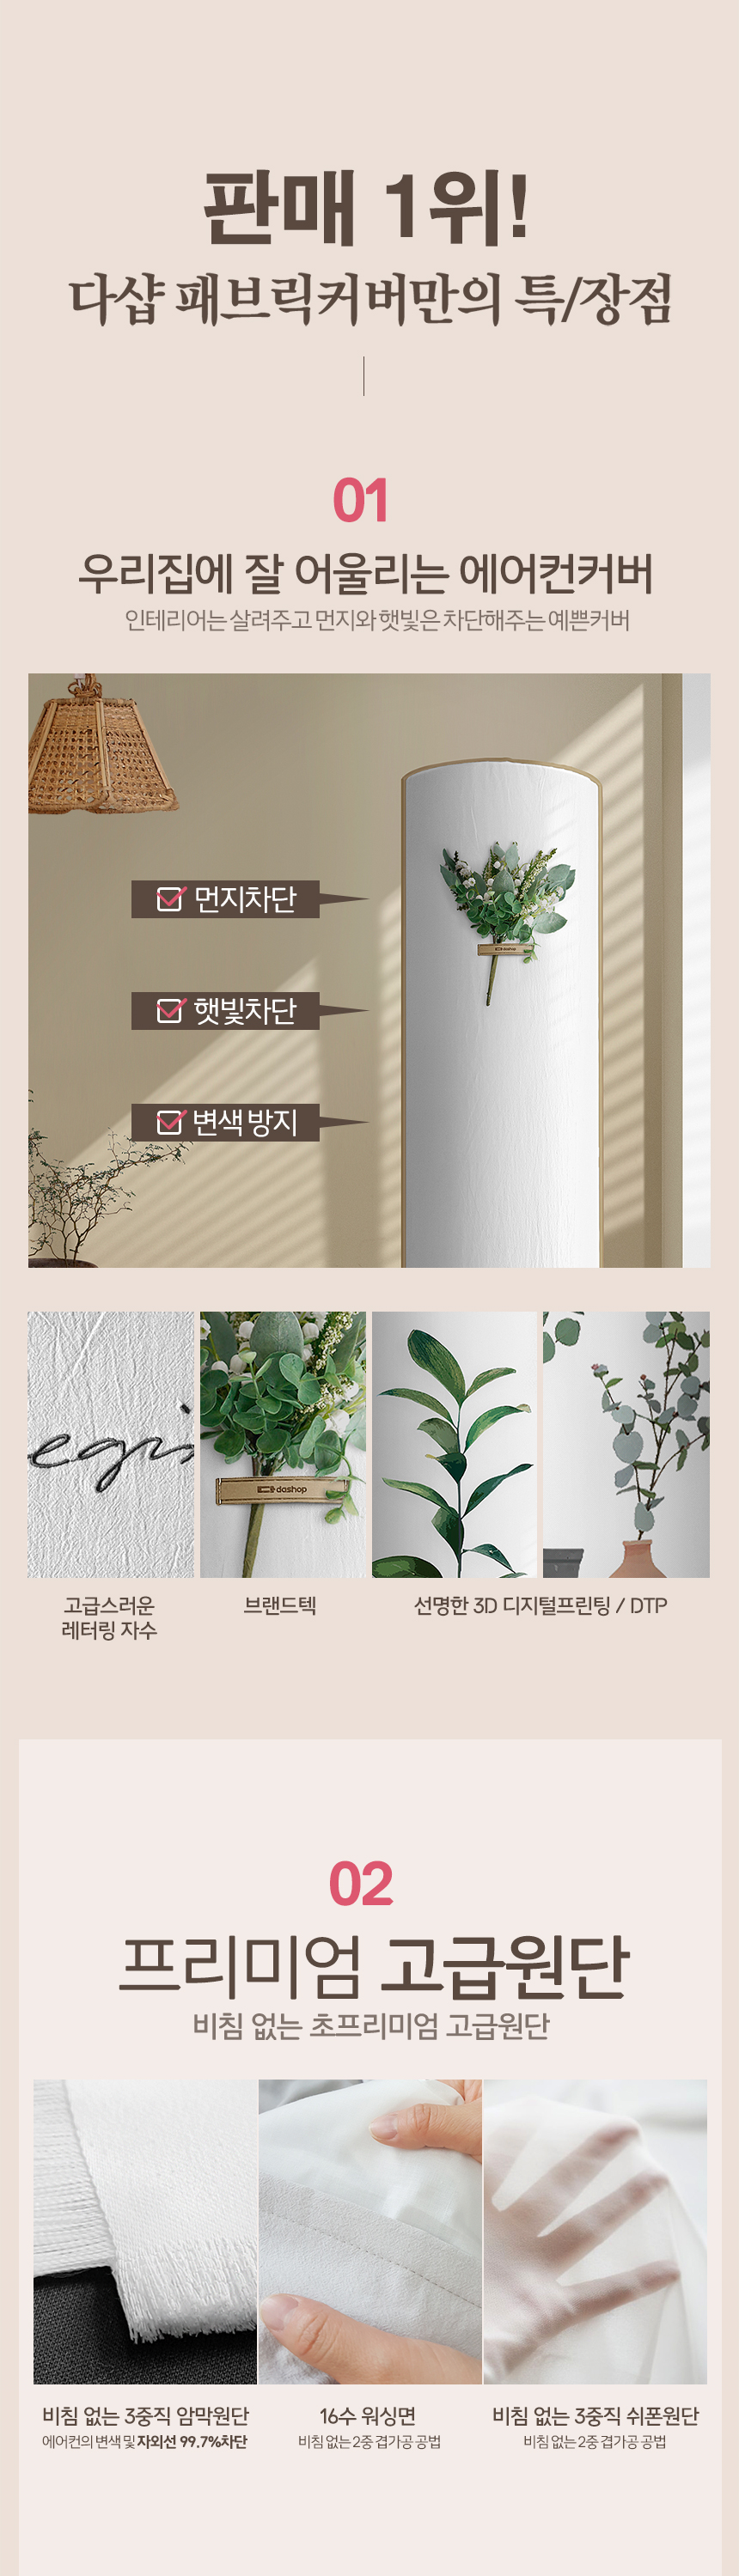 판매 1위!
다샵 패브릭커버만의 특/장점
01
우리집에 잘 어울리는 에어컨커버
인테리어는 살려주고 먼지와 햇빛은 차단해주는 예쁜커버
먼지차단
dashop
햇빛차단
변색 방지
egis
dashop
고급스러운
레터링 자수
브랜드텍
선명한 3D 디지털프린팅 / DTP
02
프리미엄 고급원단
비침 없는 초프리미엄 고급원단
비침 없는 3중직 암막원단
에어컨의 변색 및 자외선 99.7%차단
16수 워싱면
비침 없는 2중 겹가공 공법
비침 없는 3중직 쉬폰원단
비침 없는 2중 겹가공 공법